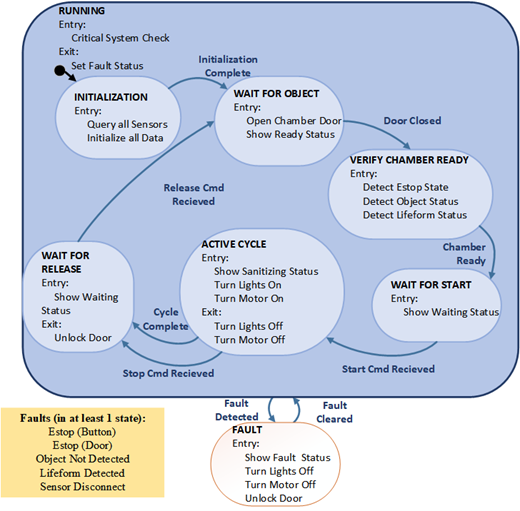 RUNNING
Entry:
Critical System Check
Exit:
Set Fault Status
Initialization
Complete
INITIALIZATION
Entry:
Query all Sensors
Initialize all Data
WAIT FOR OBJECT
Entry:
Open Chamber Door
Show Ready Status
Door Closed
VERIFY CHAMBER READY
Entry:
Detect Estop State
Detect Object Status
Detect Lifeform Status
Release Cmd
Recieved
Chamber
Ready
WAIT FOR
RELEASE
Entry:
Show Waiting
Status
Exit:
Unlock Door
ACTIVE CYCLE
Entry:
Show Sanitizing Status
Turn Lights On
Turn Motor On
Exit:
Turn Lights Off
Turn Motor Off
WAIT FOR START
Entry:
Show Waiting Status
Cycle
Complete
Stop Cmd Recieved
Start Cmd Recieved
Fault
Detected
Fault
Cleared
Faults (in at least 1 state):
Estop (Button)
Estop (Door)
Object Not Detected
Lifeform Detected
Sensor Disconnect
FAULT
Entry:
Show Fault Status
Turn Lights Off
Turn Motor Off
Unlock Door